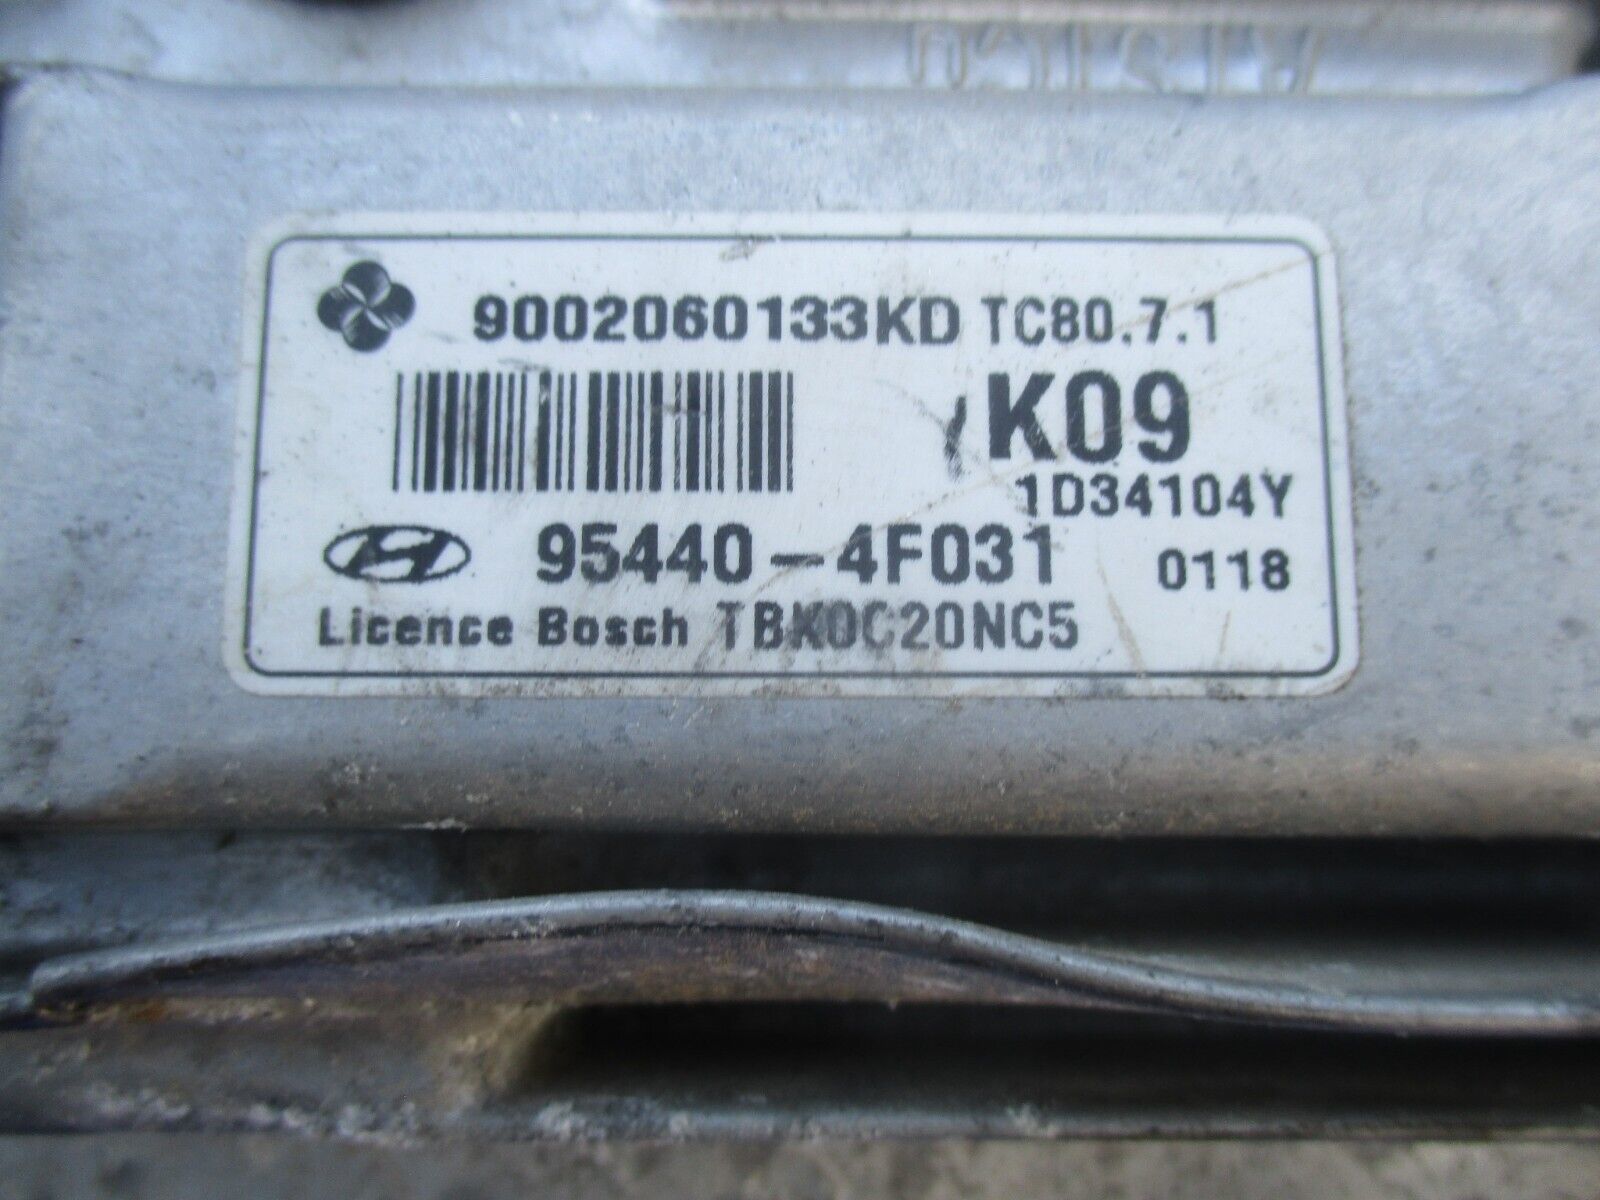 9002060133KD TC80.7.1
K09
1D34104Y
95440-4F031 0118
Licence Bosch TBK0C20NC5